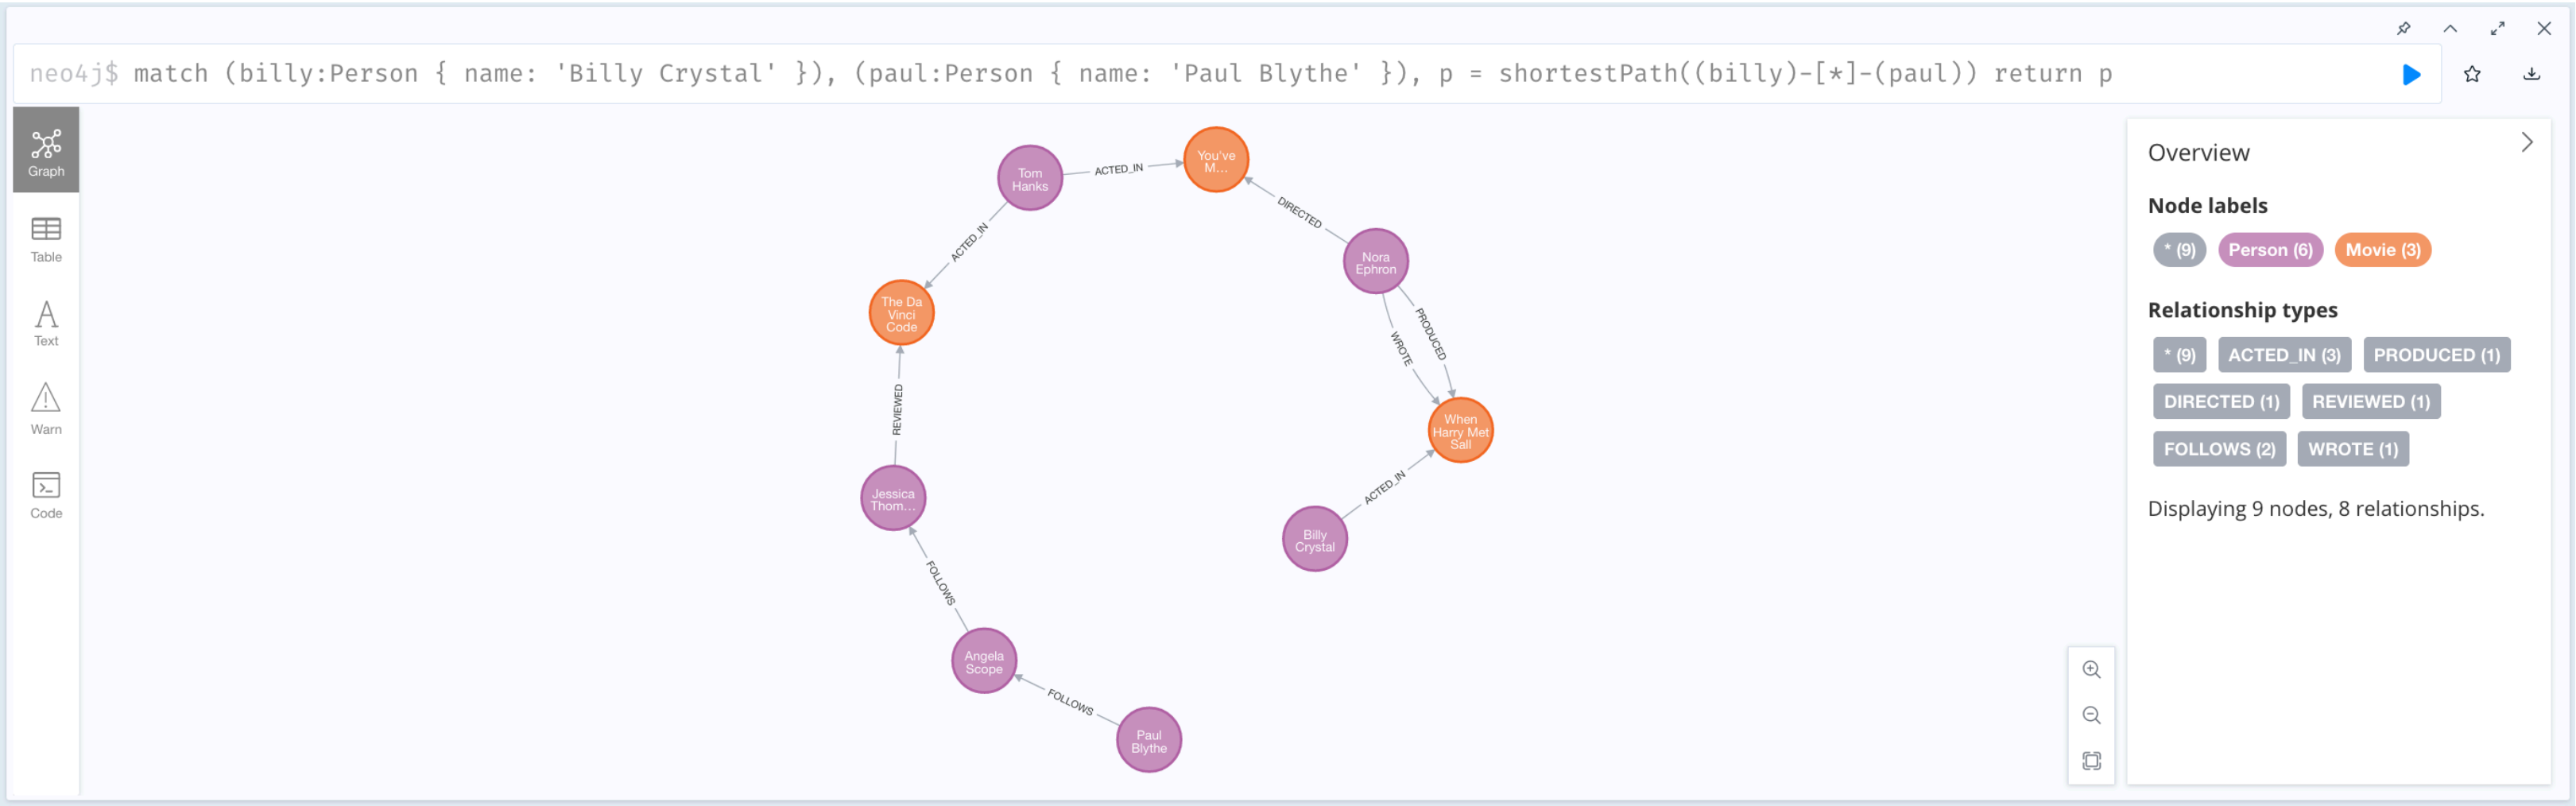 neo4j$ match (billy:Person { name: 'Billy Crystal' }), (paul:Person { name: 'Paul Blythe' }), p = shortestPath((billy)-[*]-(paul)) return p
Graph
Table
Text
Warn
Code
Tom
Hanks
ACTED_IN
You've
M...
DIRECTED
Nora
Ephron
ACTED_IN
The Da
Vinci
Code
PRODUCED
WROTE
REVIEWED
When
Harry Met
Sall
ACTED_IN
Jessica
Thom...
Billy
Crystal
FOLLOWS
Angela
Scope
FOLLOWS
Paul
Blythe
Overview
Node labels
* (9) Person (6) Movie (3)
Relationship types
* (9) ACTED_IN (3) PRODUCED (1)
DIRECTED (1) REVIEWED (1)
FOLLOWS (2) WROTE (1)
Displaying 9 nodes, 8 relationships.